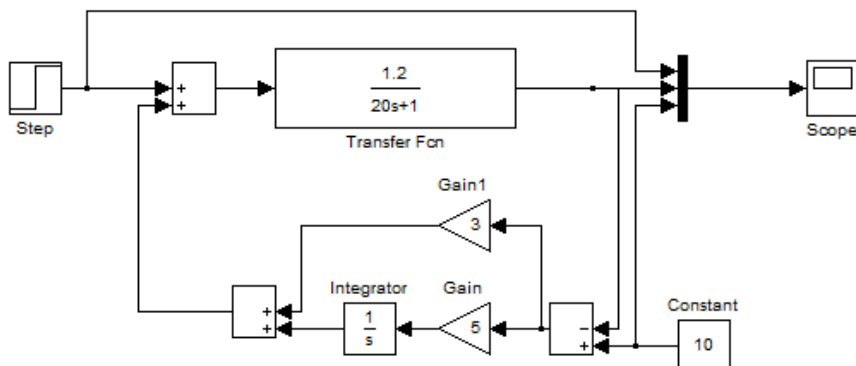 1.2
20s+1
+
+
Step
Transfer Fcn
Scope
Gain1
3
Integrator
Gain
Constant
+
+
1
s
5
−
+
10